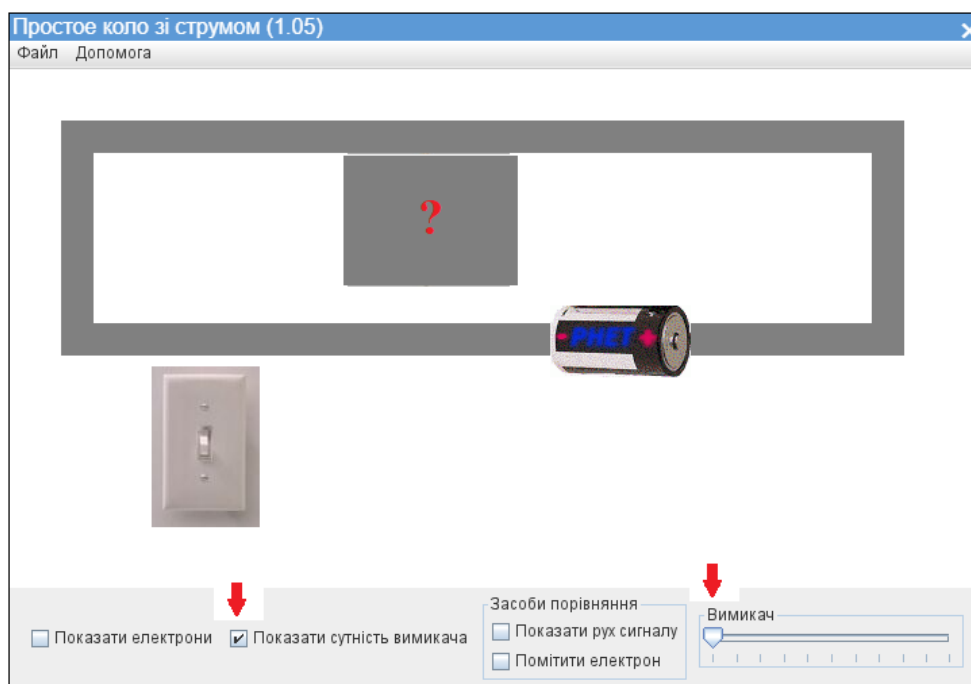 Простое коло зі струмом (1.05)
Файл Допомога
?
- PHET +
Засоби порівняння
Вимикач
Показати електрони
Показати сутність вимикача
Показати рух сигналу
Помітити електрон